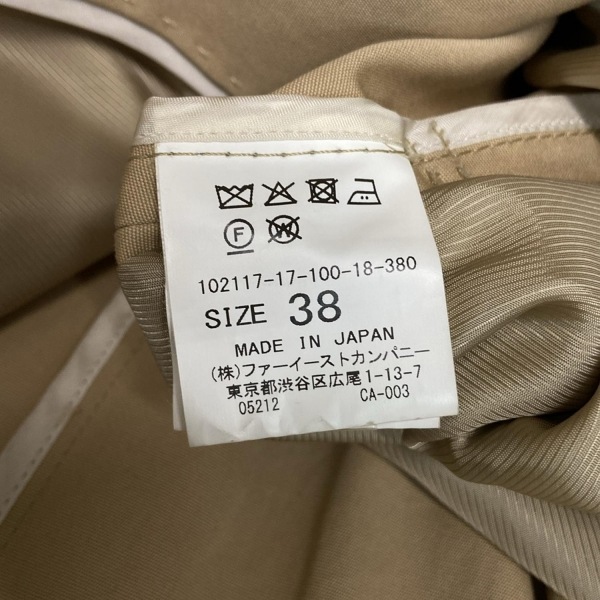 F W
102117-17-100-18-380
SIZE 38
MADE IN JAPAN
(株)ファーイーストカンパニー
東京都渋谷区広尾1-13-7
05212 CA-003